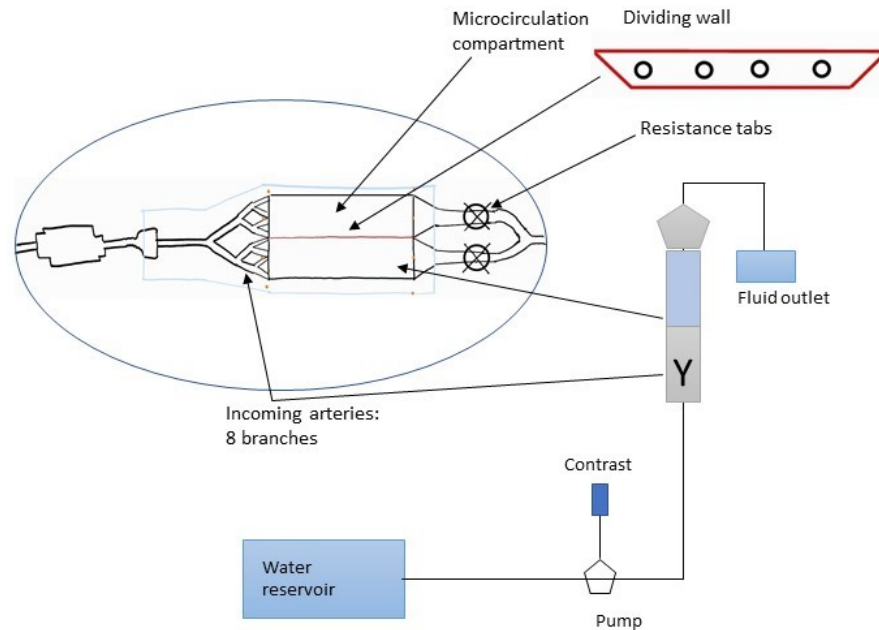 Microcirculation
compartment
Dividing wall
Resistance tabs
Fluid outlet
Y
Incoming arteries:
8 branches
Contrast
Water
reservoir
Pump